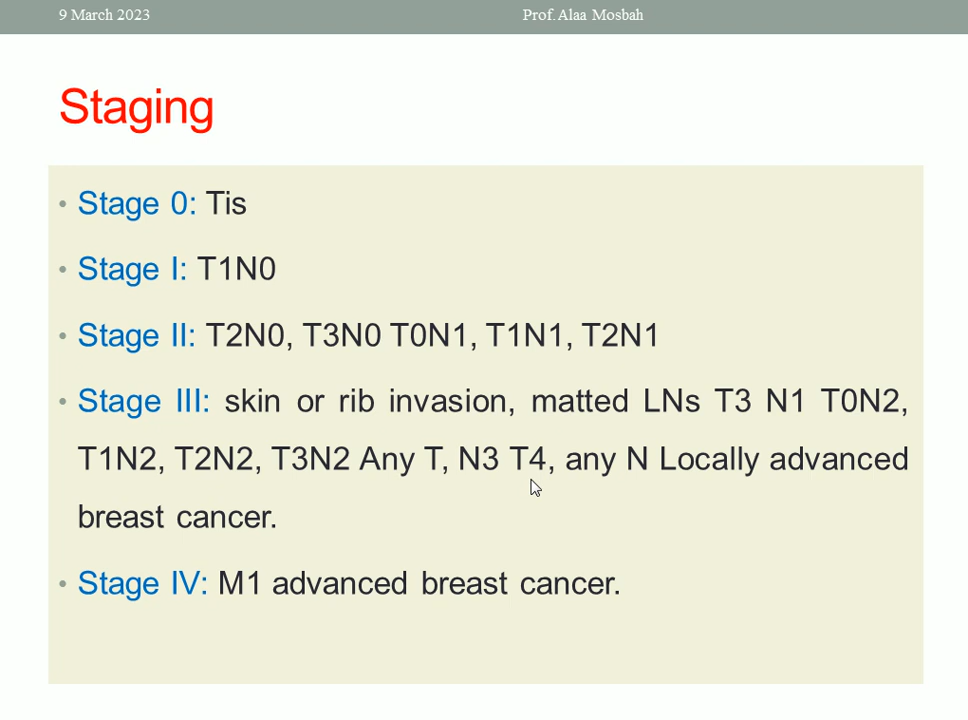 9 March 2023
Prof. Alaa Mosbah
Staging
• Stage 0: Tis
• Stage I: T1N0
• Stage II: T2N0, T3N0 T0N1, T1N1, T2N1
• Stage III: skin or rib invasion, matted LNs T3 N1 T0N2,
T1N2, T2N2, T3N2 Any T, N3 T4, any N Locally advanced
breast cancer.
• Stage IV: M1 advanced breast cancer.